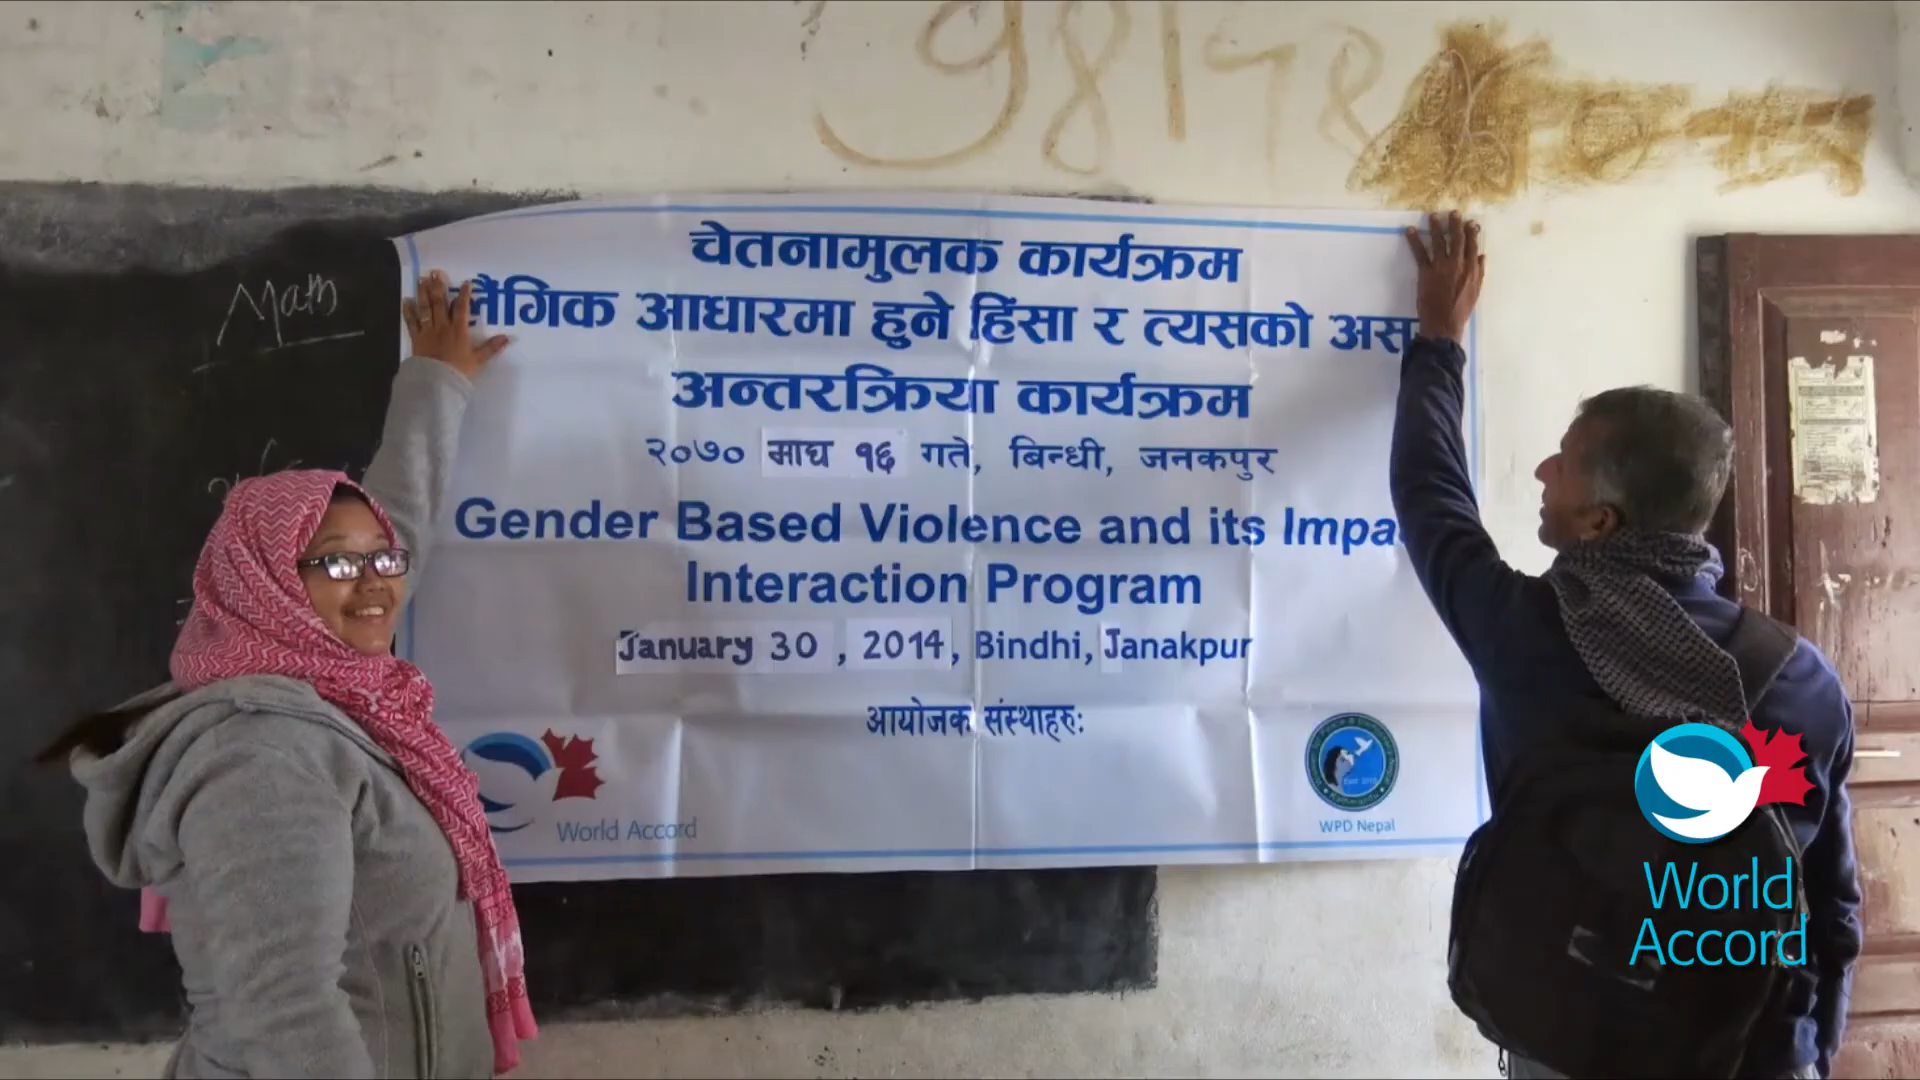 Math
चेतनामुलक कार्यक्रम
लैंगिक आधारमा हुने हिंसा र त्यसको
अन्तरक्रिया कार्यक्रम
२०७० माघ १६ गते, बिन्धी, जनकपुर
Gender Based Violence and its
Interaction Program
January 30, 2014, Bindhi, Janakpur
आयोजक संस्थाहरु:
World Accord
WPD Nepal
World
Accord